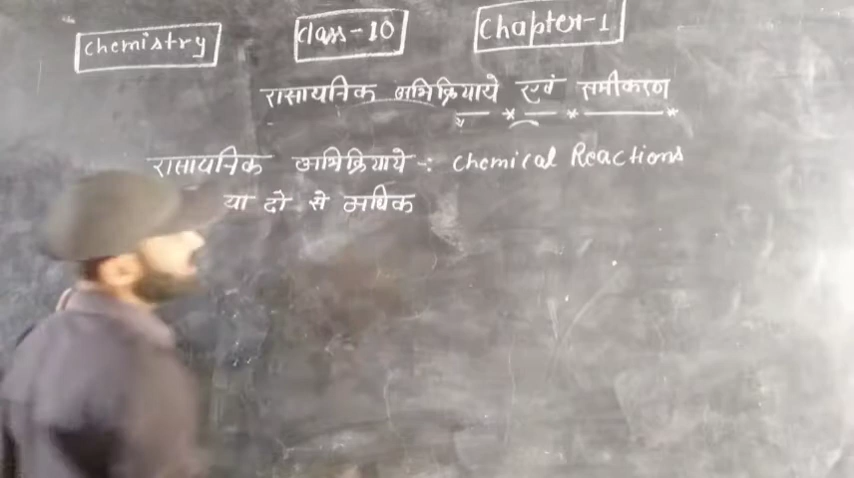 Chemistry Class-10 Chapter-1
रासायनिक अभिक्रियाये एवं समीकरण
रासायनिक अभिक्रियाये -: Chemical Reactions
या दो से अधिक